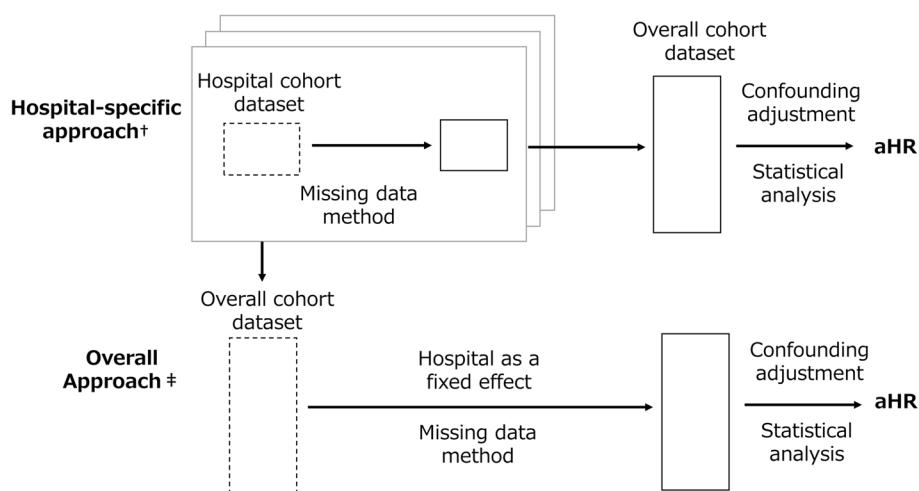 Overall cohort
dataset
Hospital cohort
dataset
Hospital-specific
approach†
Missing data
method
Confounding
adjustment
Statistical
analysis
aHR
Overall cohort
dataset
Overall
Approach ‡
Hospital as a
fixed effect
Missing data
method
Confounding
adjustment
Statistical
analysis
aHR